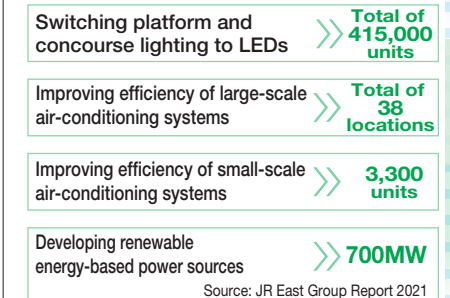 Switching platform and
concourse lighting to LEDs
Total of
415,000
units
Improving efficiency of large-scale
air-conditioning systems
Total of
38
locations
Improving efficiency of small-scale
air-conditioning systems
3,300
units
Developing renewable
energy-based power sources
700MW
Source: JR East Group Report 2021